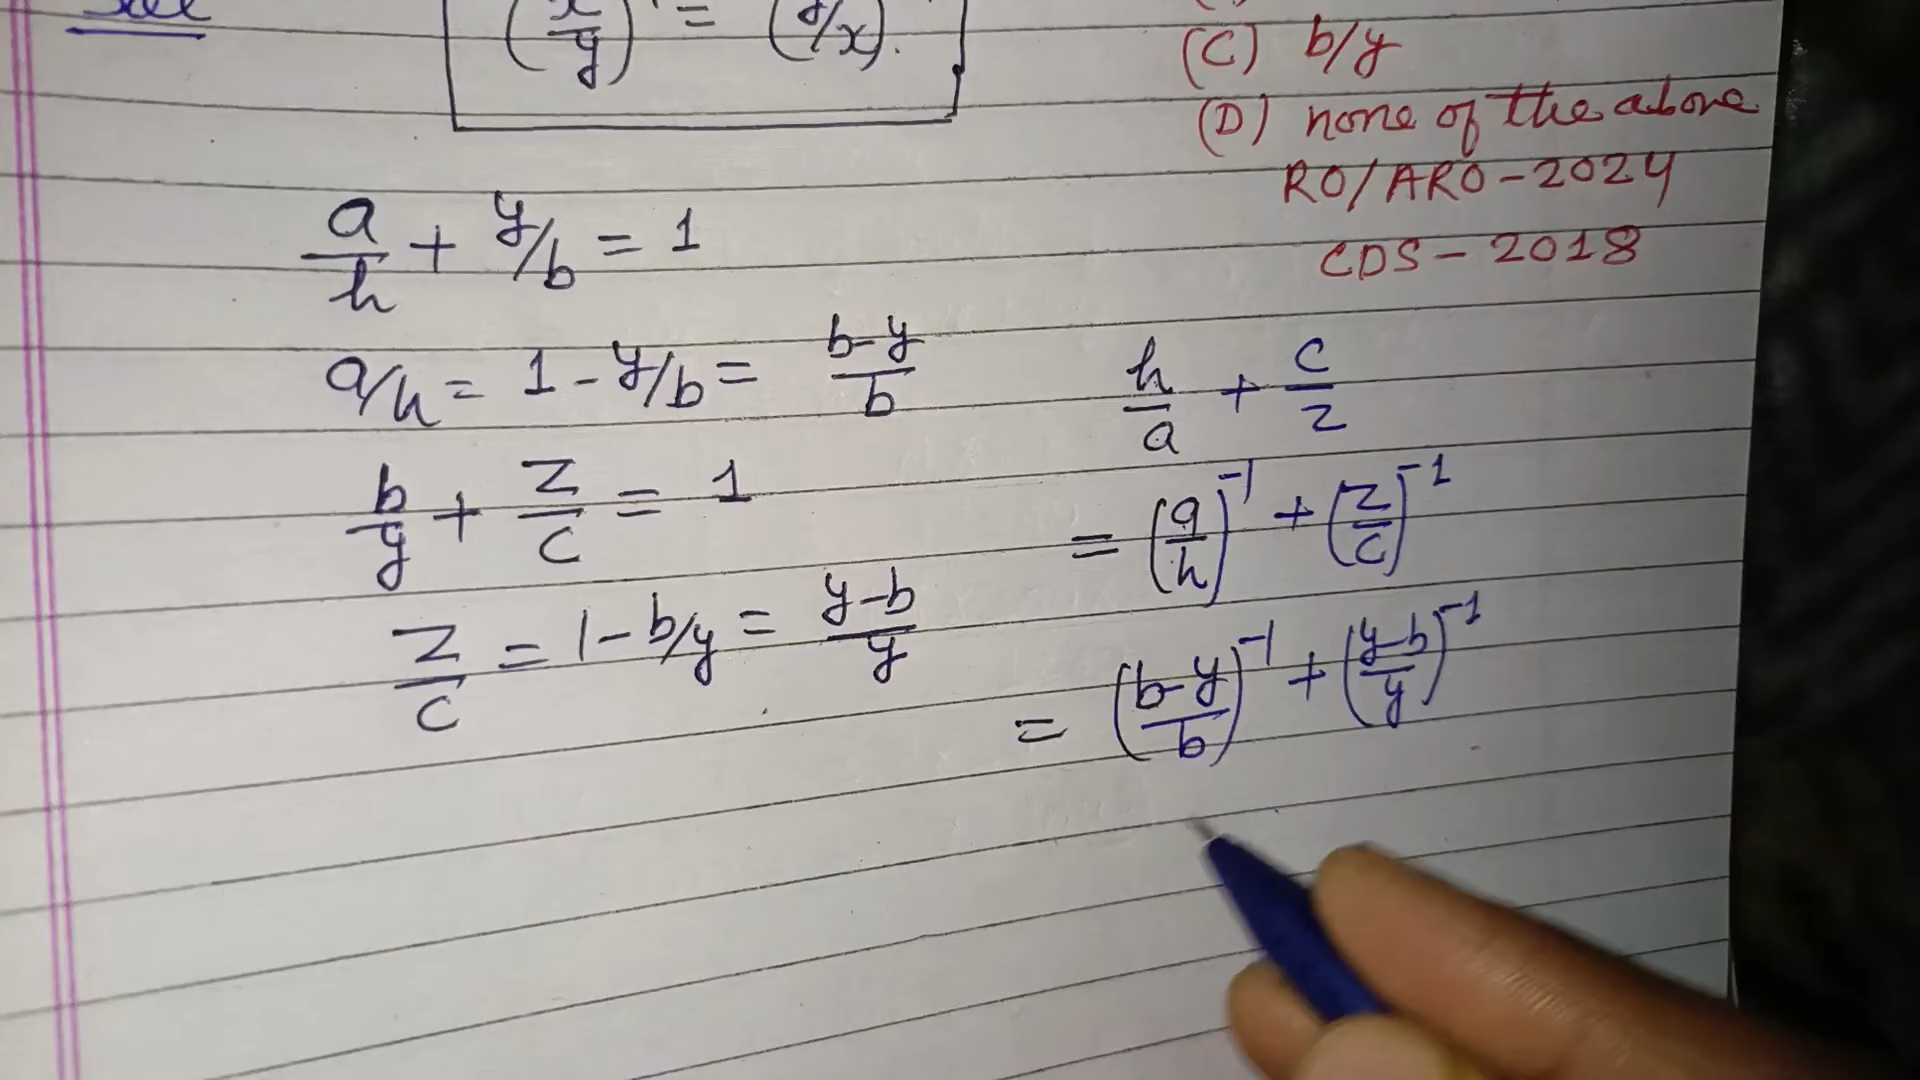 (x/y) = (y/x).
(C) b/y
(D) none of the above
RO/ARO-2024
CDS-2018
a/h + y/b = 1
a/h = 1 - y/b = b-y/b
b/y + z/c = 1
z/c = 1 - b/y = y-b/y
h/a + c/z
= (a/h)^-1 + (z/c)^-1
= (b-y/b)^-1 + (y-b/y)^-1